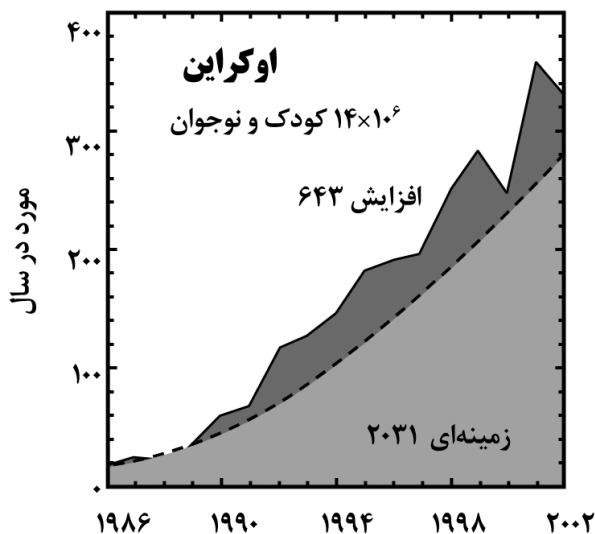 ۴۰۰
اوکراین
۱۴×۱۰⁶ کودک و نوجوان
۳۰۰
افزایش ۶۴۳
مورد در سال
۲۰۰
۱۰۰
زمینه‌ای ۲۰۳۱
۰
۱۹۸۶ ۱۹۹۰ ۱۹۹۴ ۱۹۹۸ ۲۰۰۲